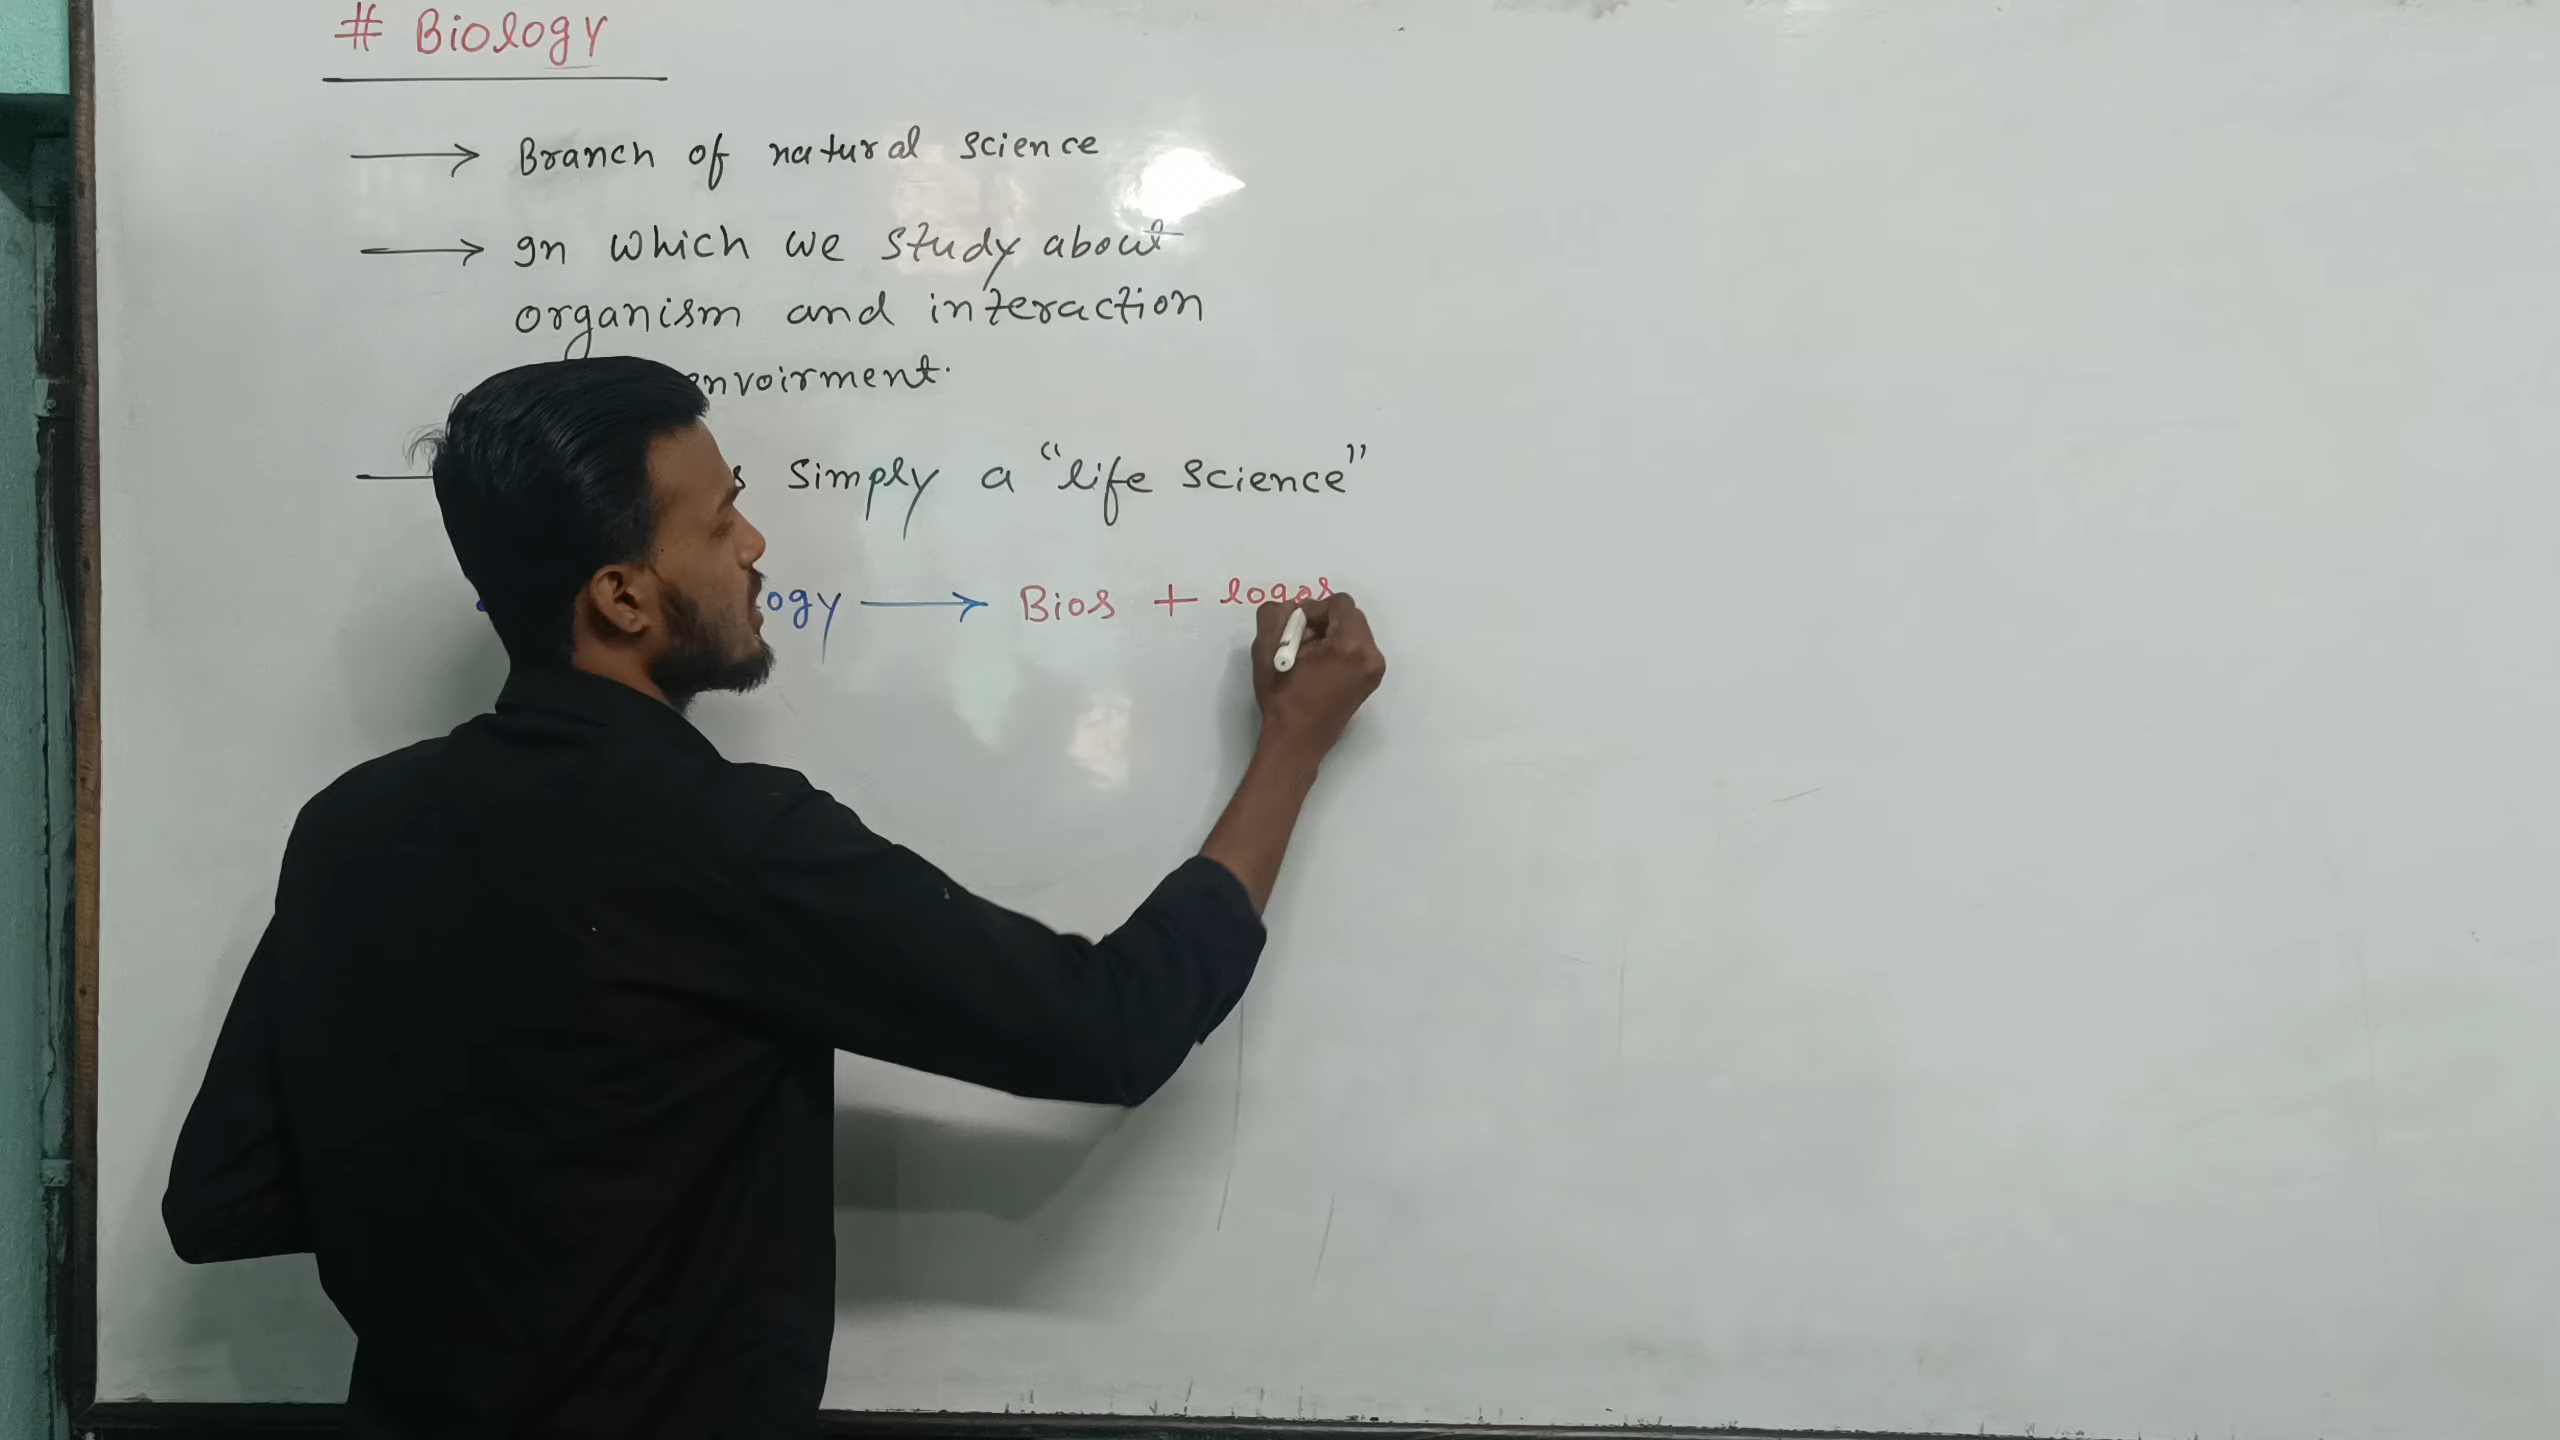 # Biology
→ Branch of natural science
→ In which we study about
organism and interaction
envoirment.
simply a "life science"
ogy → Bios + logos